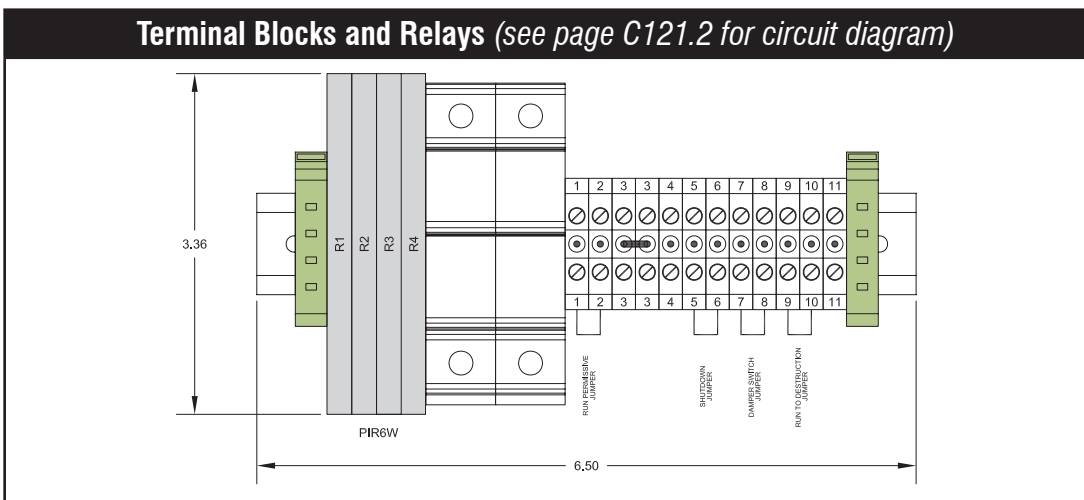 Terminal Blocks and Relays (see page C121.2 for circuit diagram)
3.36
R1
R2
R3
R4
1 2 3 3 4 5 6 7 8 9 10 11
1 2 3 3 4 5 6 7 8 9 10 11
RUN PERMISSIVE
JUMPER
SHUTDOWN
JUMPER
DAMPER SWITCH
JUMPER
RUN TO DESTRUCTION
JUMPER
PIR6W
6.50